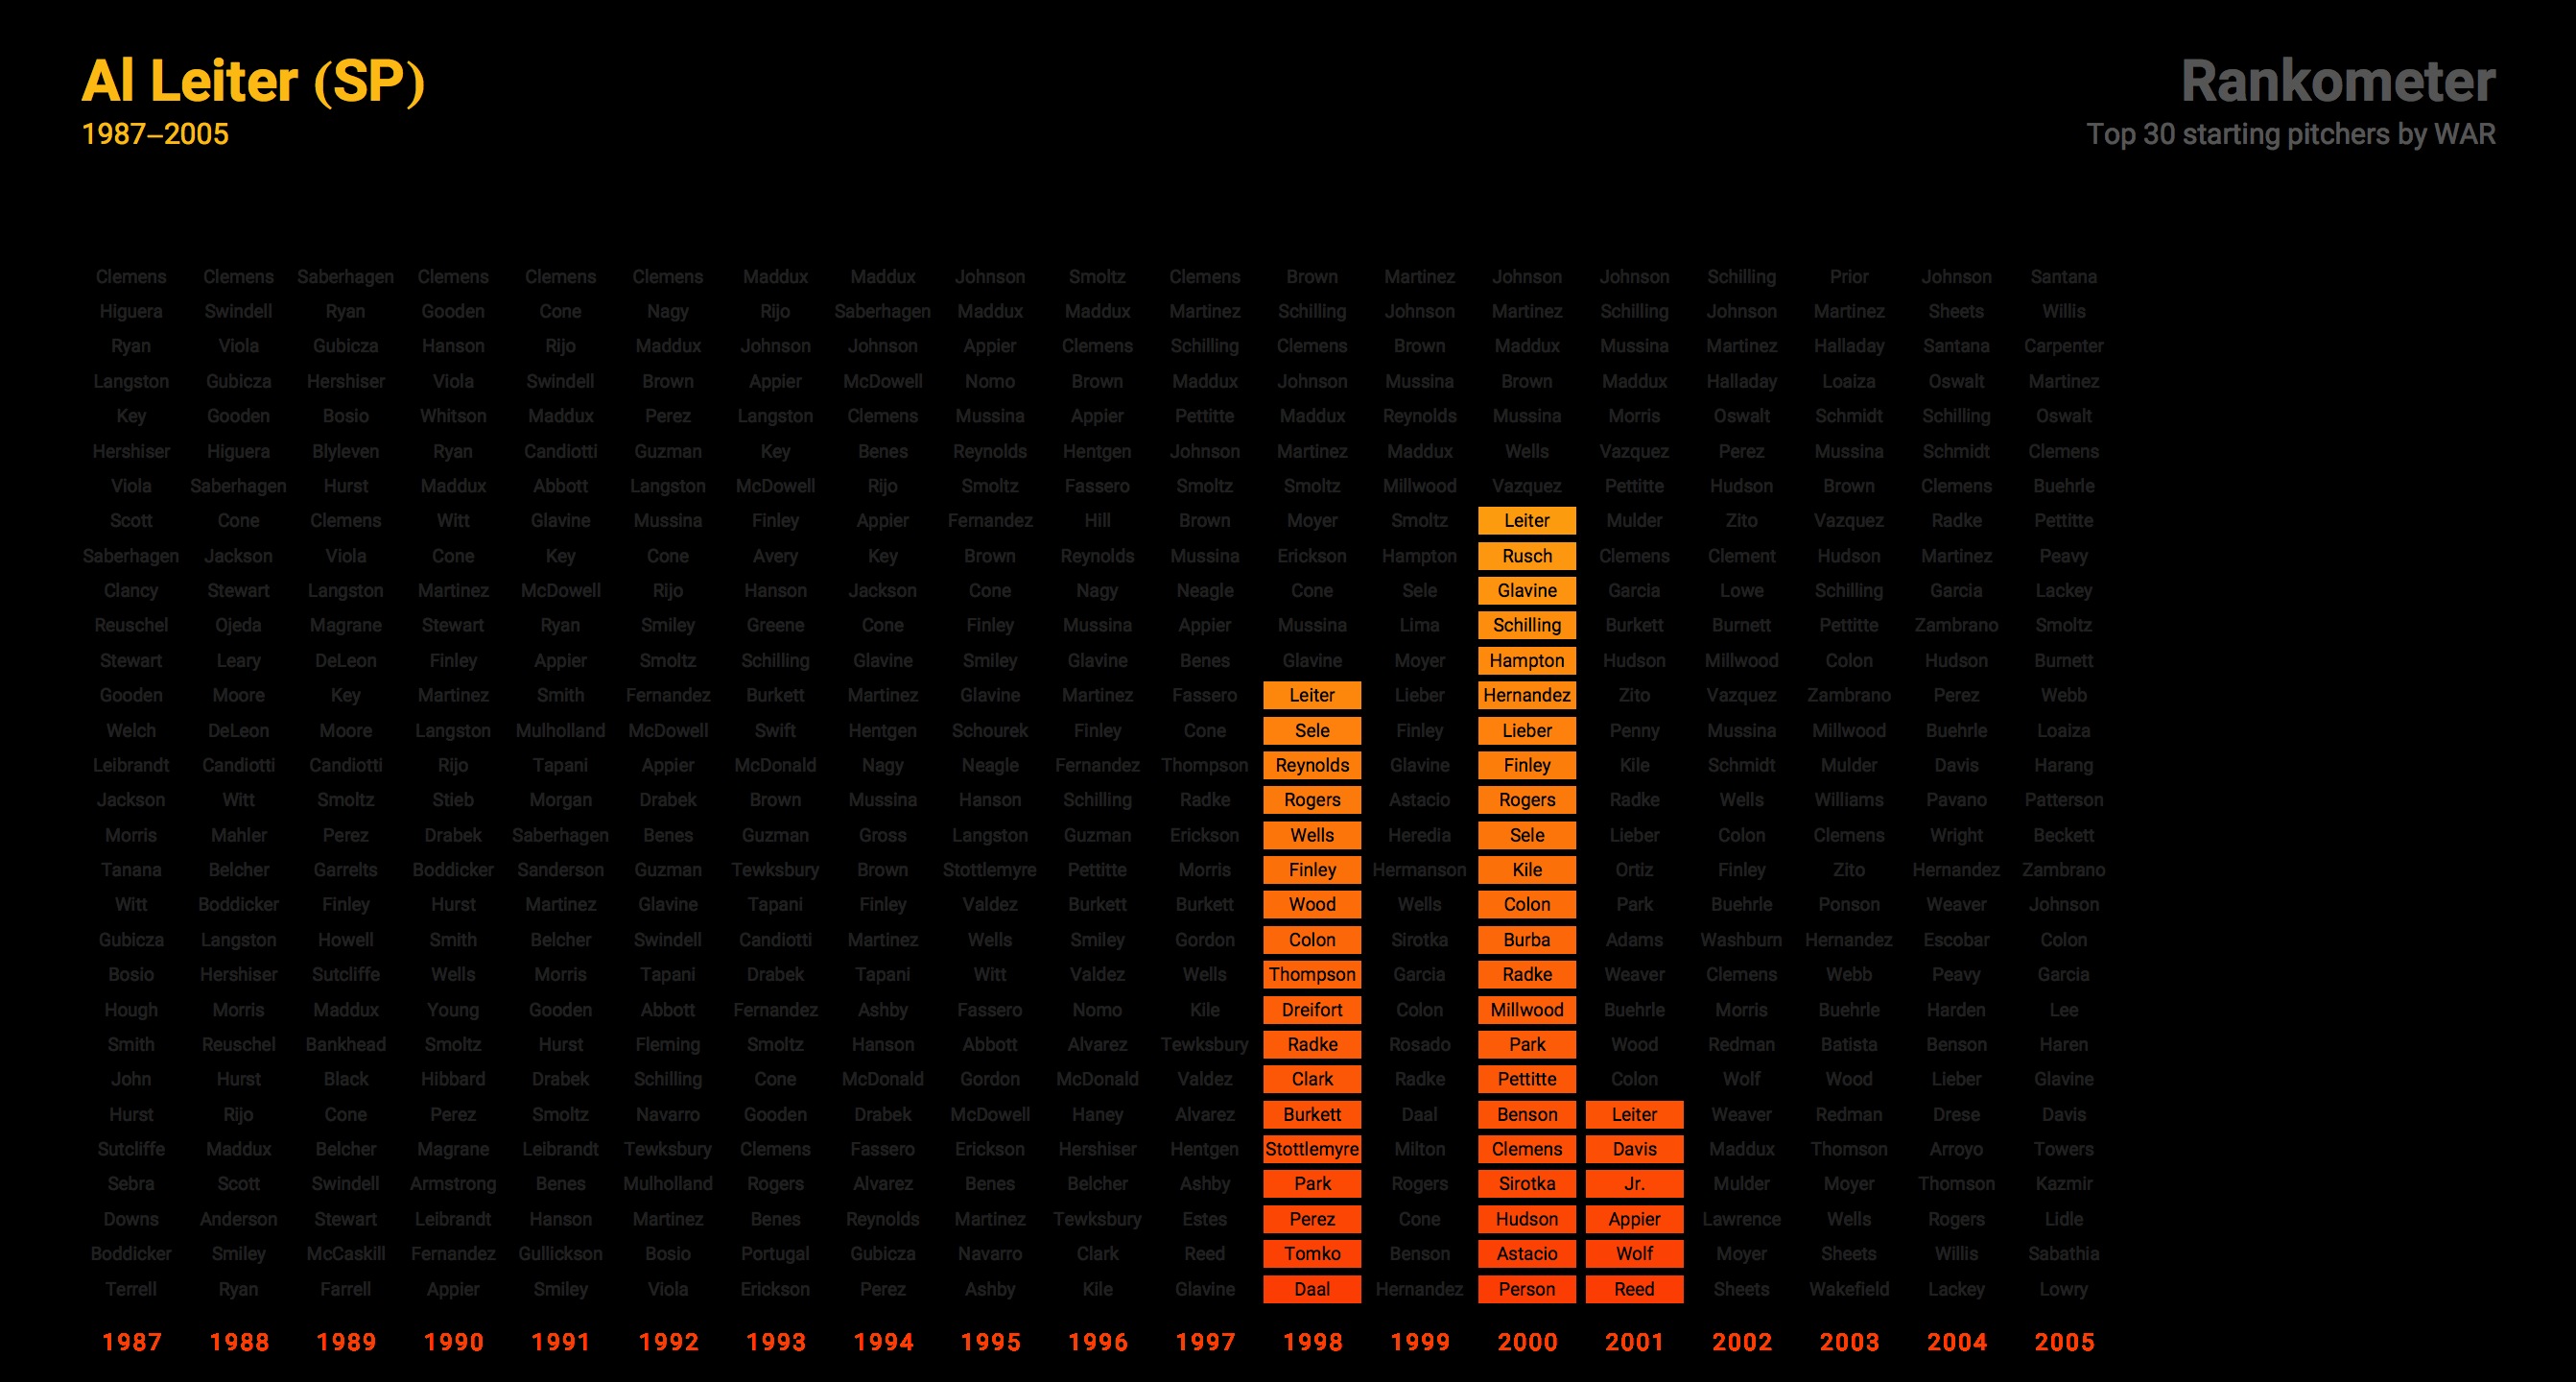 Al Leiter (SP)
1987–2005
Rankometer
Top 30 starting pitchers by WAR
Clemens Clemens Saberhagen Clemens Clemens Clemens Maddux Maddux Johnson Smoltz Clemens Brown Martinez Johnson Johnson Schilling Prior Johnson Santana
Higuera Swindell Ryan Gooden Cone Nagy Rijo Saberhagen Maddux Maddux Martinez Schilling Johnson Martinez Schilling Johnson Martinez Sheets Willis
Ryan Viola Gubicza Hanson Rijo Maddux Johnson Johnson Appier Clemens Schilling Clemens Brown Maddux Mussina Martinez Halladay Santana Carpenter
Langston Gubicza Hershiser Viola Swindell Brown Appier McDowell Nomo Brown Maddux Johnson Mussina Brown Maddux Halladay Loaiza Oswalt Martinez
Key Gooden Bosio Whitson Maddux Perez Langston Clemens Mussina Appier Pettitte Maddux Reynolds Mussina Morris Oswalt Schmidt Schilling Oswalt
Hershiser Higuera Blyleven Ryan Candiotti Guzman Key Benes Reynolds Hentgen Johnson Martinez Maddux Wells Vazquez Perez Mussina Schmidt Clemens
Viola Saberhagen Hurst Maddux Abbott Langston McDowell Rijo Smoltz Fassero Smoltz Smoltz Millwood Vazquez Pettitte Hudson Brown Clemens Buehrle
Scott Cone Clemens Witt Glavine Mussina Finley Appier Fernandez Hill Brown Moyer Smoltz Leiter Mulder Zito Vazquez Radke Pettitte
Saberhagen Jackson Viola Cone Key Cone Avery Key Brown Reynolds Mussina Erickson Hampton Rusch Clemens Clement Hudson Martinez Peavy
Clancy Stewart Langston Martinez McDowell Rijo Hanson Jackson Cone Nagy Neagle Cone Sele Glavine Garcia Lowe Schilling Garcia Lackey
Reuschel Ojeda Magrane Stewart Ryan Smiley Greene Cone Finley Mussina Appier Mussina Lima Schilling Burkett Burnett Pettitte Zambrano Smoltz
Stewart Leary DeLeon Finley Appier Smoltz Schilling Glavine Smiley Glavine Benes Glavine Moyer Hampton Hudson Millwood Colon Hudson Burnett
Gooden Moore Key Martinez Smith Fernandez Burkett Martinez Glavine Martinez Fassero Leiter Lieber Hernandez Zito Vazquez Zambrano Perez Webb
Welch DeLeon Moore Langston Mulholland McDowell Swift Hentgen Schourek Finley Cone Sele Finley Lieber Penny Mussina Millwood Buehrle Loaiza
Leibrandt Candiotti Candiotti Rijo Tapani Appier McDonald Nagy Neagle Fernandez Thompson Reynolds Glavine Finley Kile Schmidt Mulder Davis Harang
Jackson Witt Smoltz Stieb Morgan Drabek Brown Mussina Hanson Schilling Radke Rogers Astacio Rogers Radke Wells Williams Pavano Patterson
Morris Mahler Perez Drabek Saberhagen Benes Guzman Gross Langston Guzman Erickson Wells Heredia Sele Lieber Colon Clemens Wright Beckett
Tanana Belcher Garrelts Boddicker Sanderson Guzman Tewksbury Brown Stottlemyre Pettitte Morris Finley Hermanson Kile Ortiz Finley Zito Hernandez Zambrano
Witt Boddicker Finley Hurst Martinez Glavine Tapani Finley Valdez Burkett Burkett Wood Wells Colon Park Buehrle Ponson Weaver Johnson
Gubicza Langston Howell Smith Belcher Swindell Candiotti Martinez Wells Smiley Gordon Colon Sirotka Burba Adams Washburn Hernandez Escobar Colon
Bosio Hershiser Sutcliffe Wells Morris Tapani Drabek Tapani Witt Valdez Wells Thompson Garcia Radke Weaver Clemens Webb Peavy Garcia
Hough Morris Maddux Young Gooden Abbott Fernandez Ashby Fassero Nomo Kile Dreifort Colon Millwood Buehrle Morris Buehrle Harden Lee
Smith Reuschel Bankhead Smoltz Hurst Fleming Smoltz Hanson Abbott Alvarez Tewksbury Radke Rosado Park Wood Redman Batista Benson Haren
John Hurst Black Hibbard Drabek Schilling Cone McDonald Gordon McDonald Valdez Clark Radke Pettitte Colon Wolf Wood Lieber Glavine
Hurst Rijo Cone Perez Smoltz Navarro Gooden Drabek McDowell Haney Alvarez Burkett Daal Benson Leiter Weaver Redman Drese Davis
Sutcliffe Maddux Belcher Magrane Leibrandt Tewksbury Clemens Fassero Erickson Hershiser Hentgen Stottlemyre Milton Clemens Davis Maddux Thomson Arroyo Towers
Sebra Scott Swindell Armstrong Benes Mulholland Rogers Alvarez Benes Belcher Ashby Park Rogers Sirotka Jr. Mulder Moyer Thomson Kazmir
Downs Anderson Stewart Leibrandt Hanson Martinez Benes Reynolds Martinez Tewksbury Estes Perez Cone Hudson Appier Lawrence Wells Rogers Lidle
Boddicker Smiley McCaskill Fernandez Gullickson Bosio Portugal Gubicza Navarro Clark Reed Tomko Benson Astacio Wolf Moyer Sheets Willis Sabathia
Terrell Ryan Farrell Appier Smiley Viola Erickson Perez Ashby Kile Glavine Daal Hernandez Person Reed Sheets Wakefield Lackey Lowry
1987 1988 1989 1990 1991 1992 1993 1994 1995 1996 1997 1998 1999 2000 2001 2002 2003 2004 2005